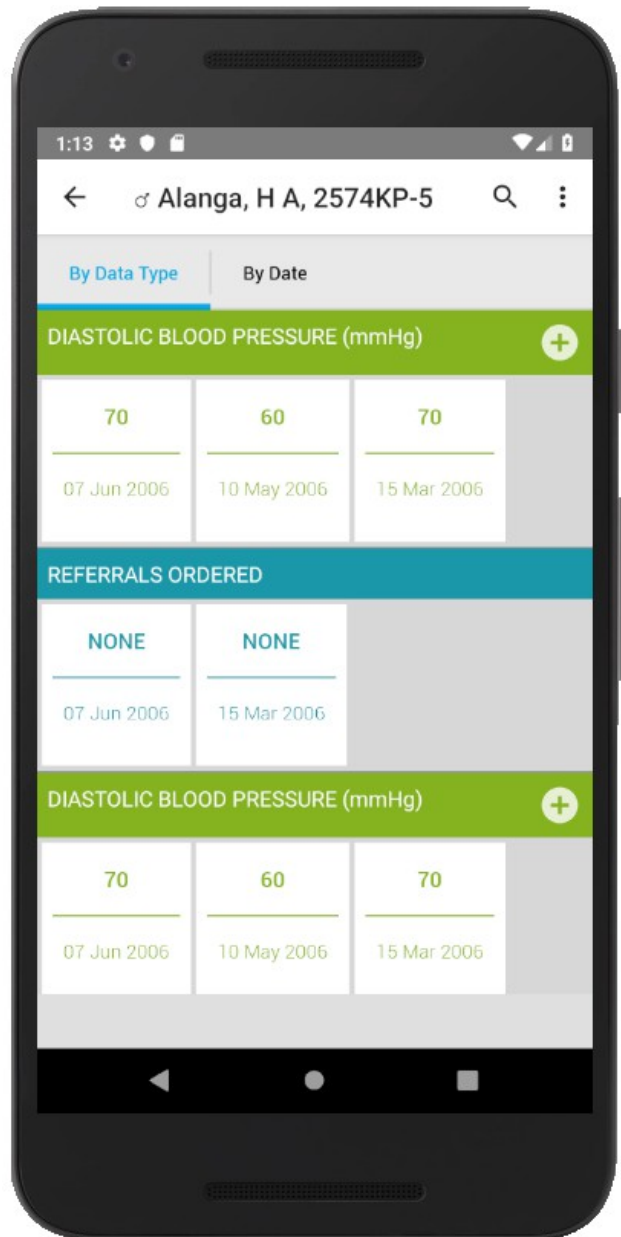 1:13
♂ Alanga, H A, 2574KP-5
By Data Type By Date
DIASTOLIC BLOOD PRESSURE (mmHg)
70 60 70
07 Jun 2006 10 May 2006 15 Mar 2006
REFERRALS ORDERED
NONE NONE
07 Jun 2006 15 Mar 2006
DIASTOLIC BLOOD PRESSURE (mmHg)
70 60 70
07 Jun 2006 10 May 2006 15 Mar 2006